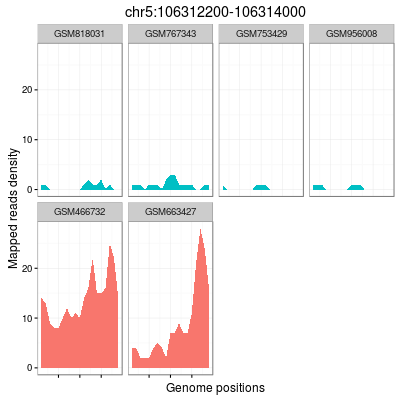 chr5:106312200-106314000
GSM818031 GSM767343 GSM753429 GSM956008
20
10
0
GSM466732 GSM663427
20
10
0
Mapped reads density
Genome positions